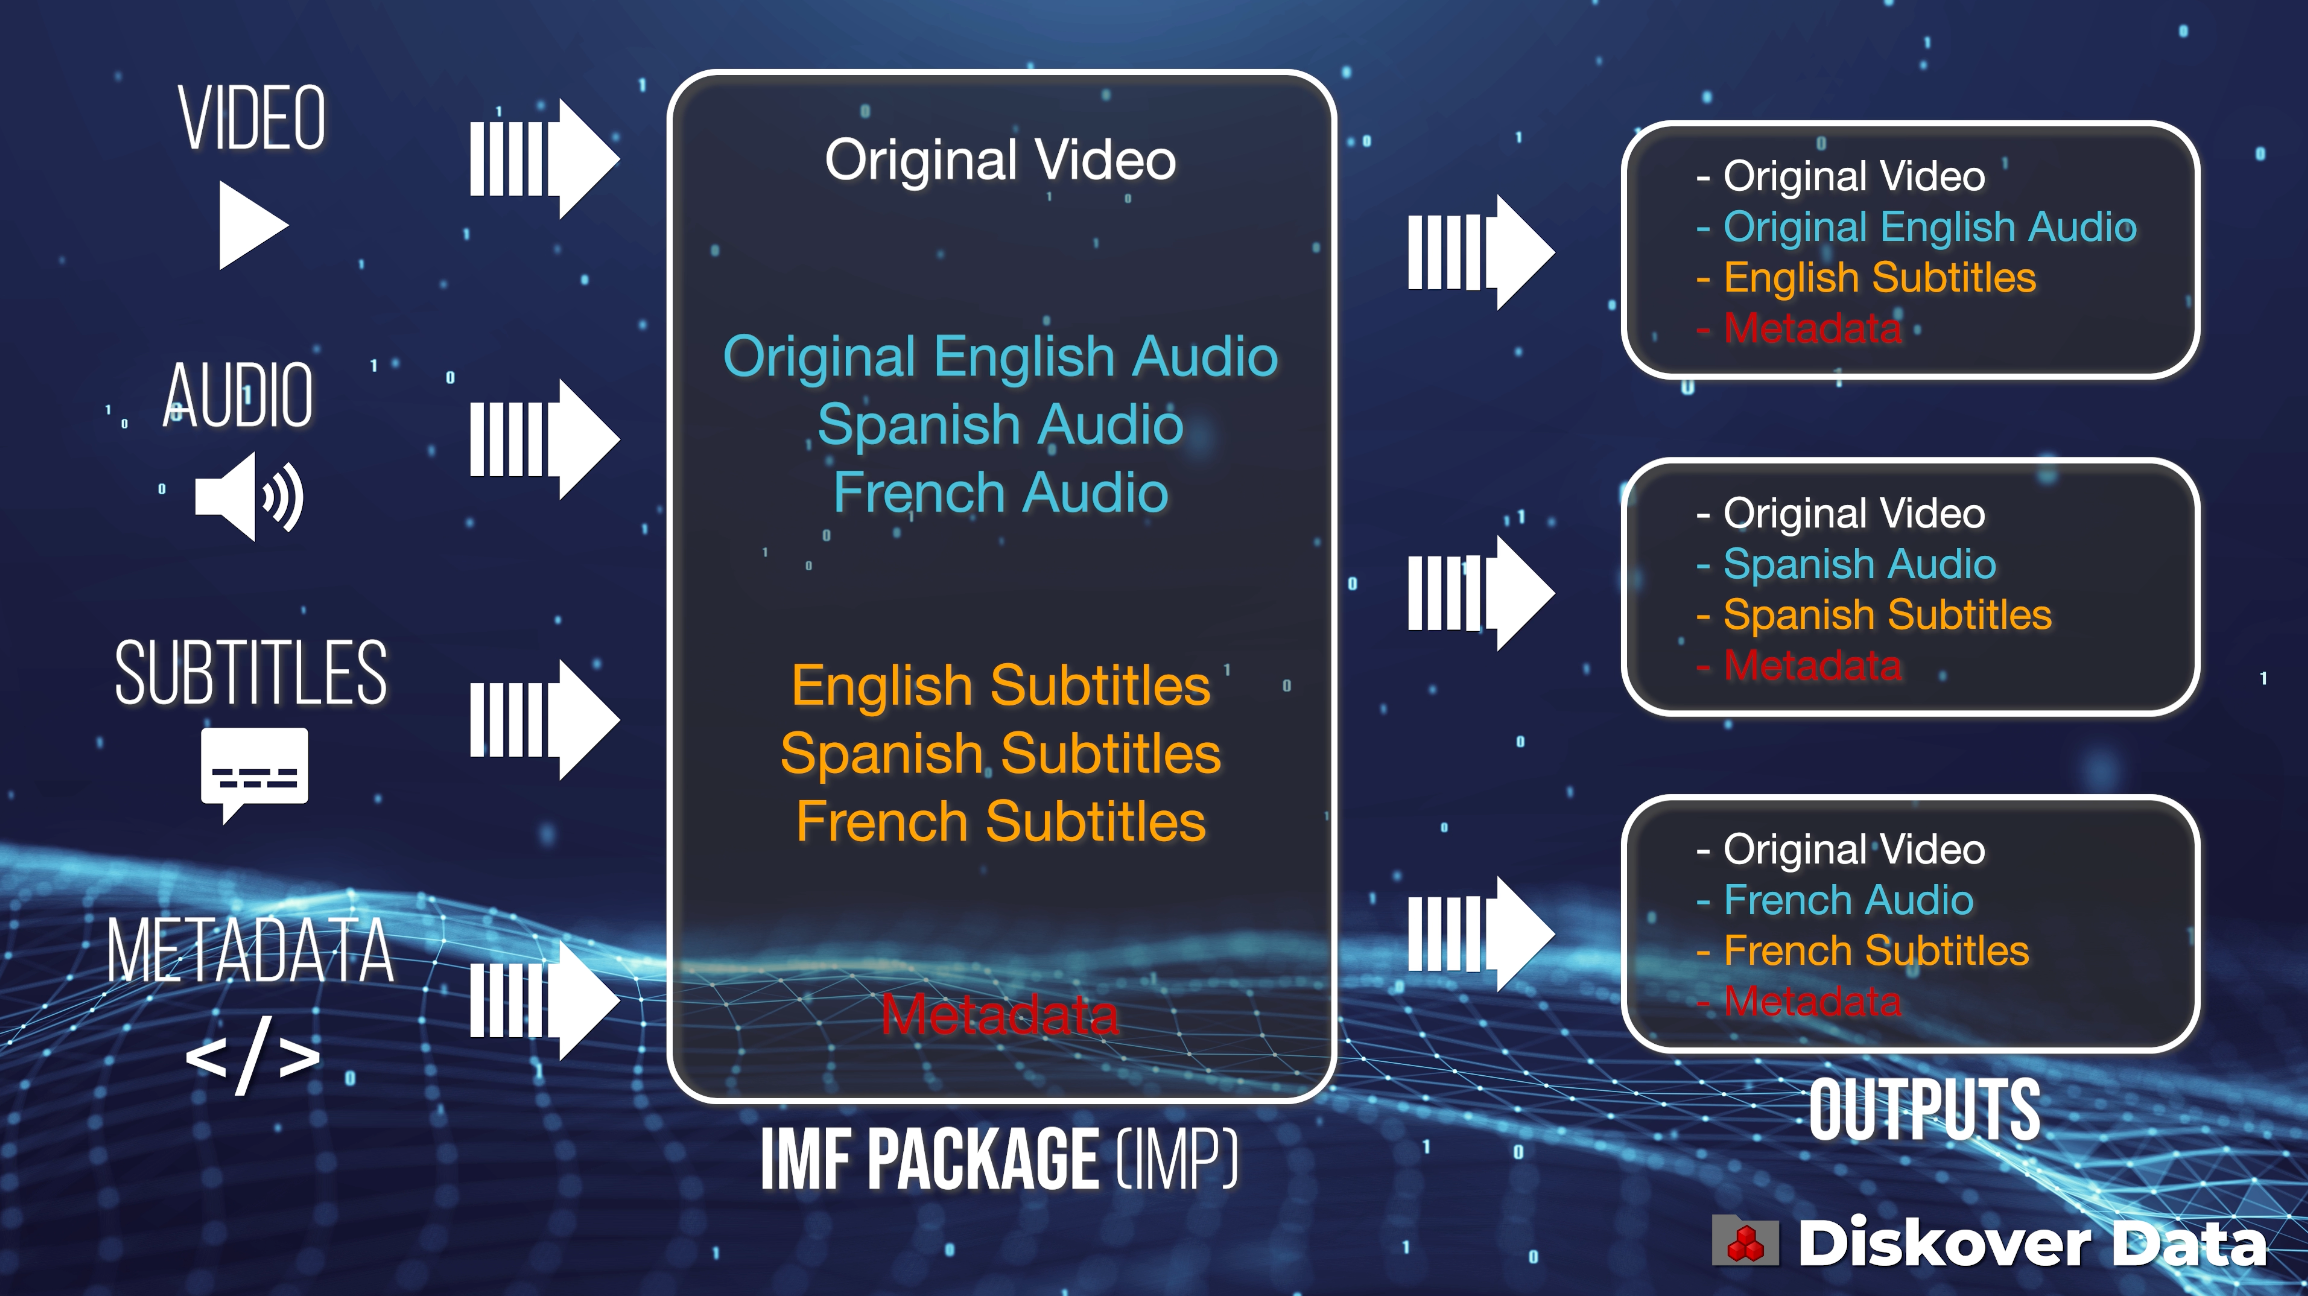 VIDEO
AUDIO
SUBTITLES
METADATA
</>
Original Video
Original English Audio
Spanish Audio
French Audio
English Subtitles
Spanish Subtitles
French Subtitles
Metadata
IMF PACKAGE (IMP)
- Original Video
- Original English Audio
- English Subtitles
- Metadata
- Original Video
- Spanish Audio
- Spanish Subtitles
- Metadata
- Original Video
- French Audio
- French Subtitles
- Metadata
OUTPUTS
Diskover Data